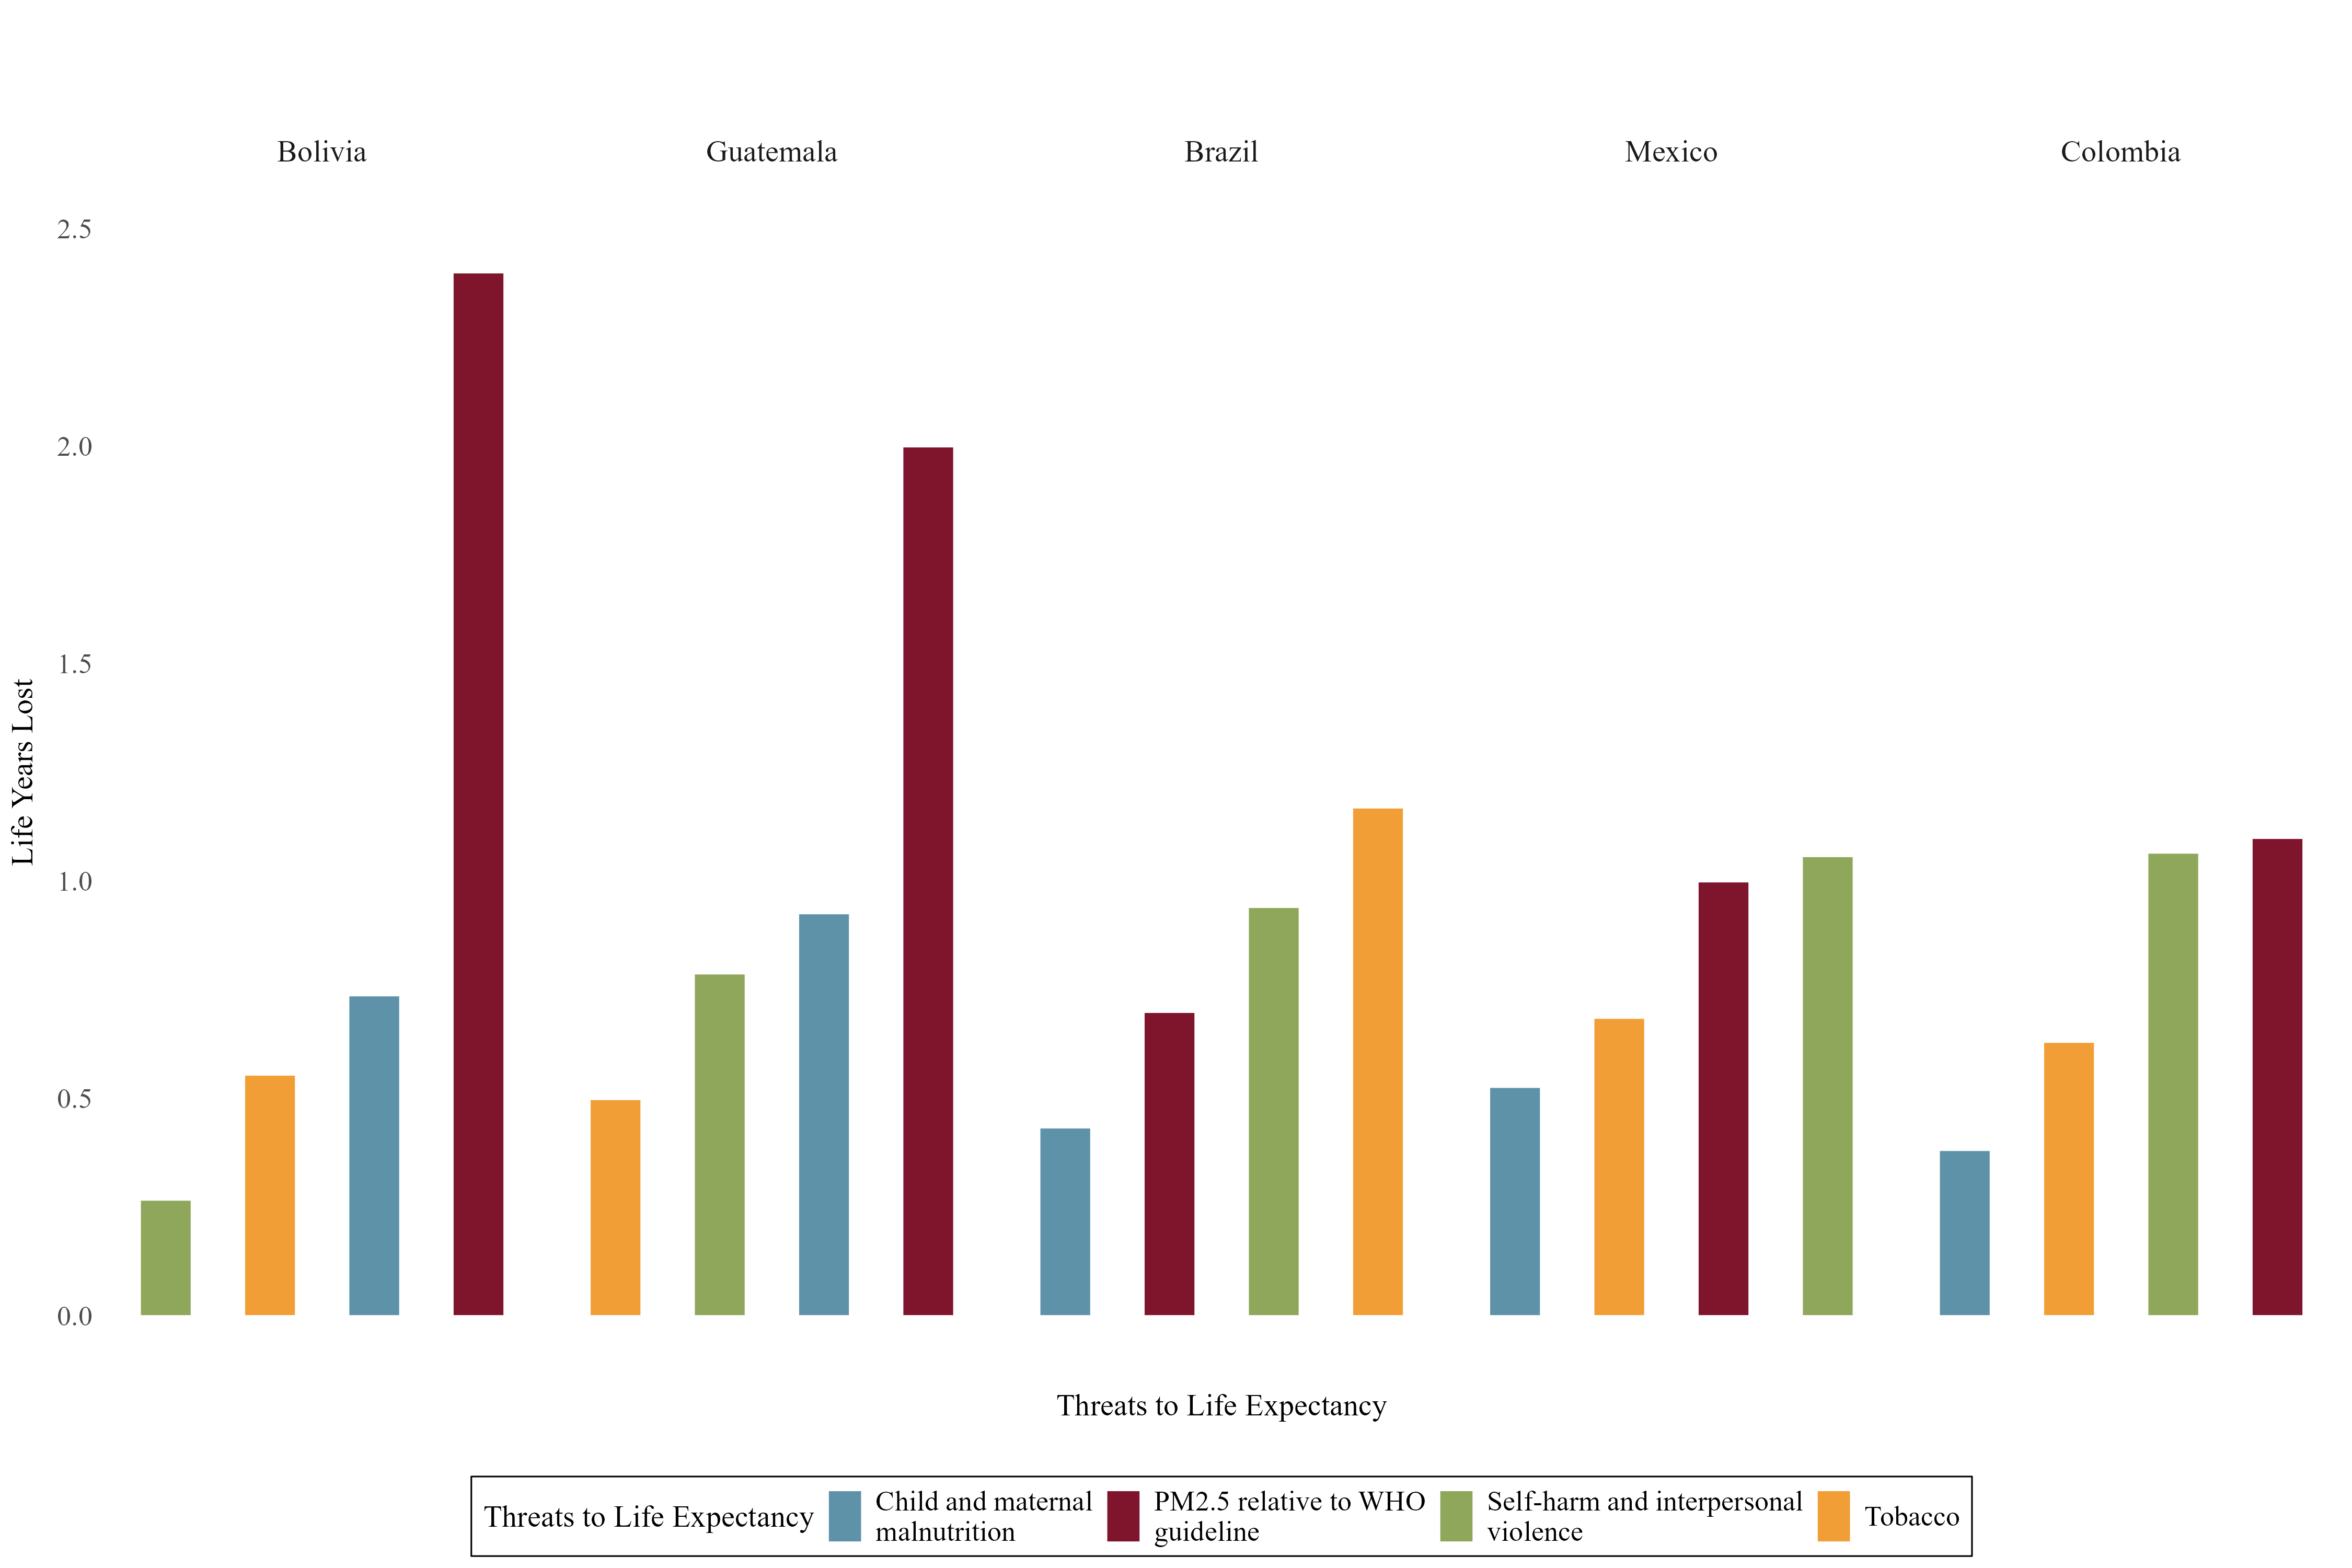 Bolivia
Guatemala
Brazil
Mexico
Colombia
2.5
2.0
1.5
1.0
0.5
0.0
Life Years Lost
Threats to Life Expectancy
Threats to Life Expectancy
Child and maternal
malnutrition
PM2.5 relative to WHO
guideline
Self-harm and interpersonal
violence
Tobacco